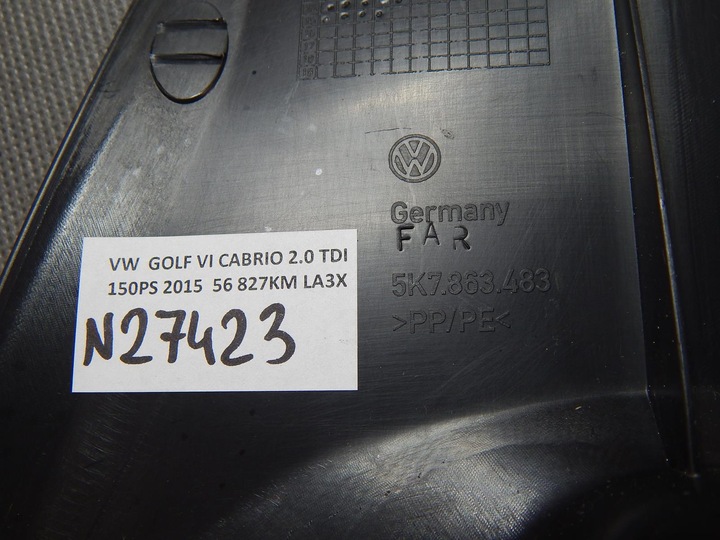 Germany
FAR
5K7.863.483
>PP/PE<
VW GOLF VI CABRIO 2.0 TDI
150PS 2015 56 827KM LA3X
N27423